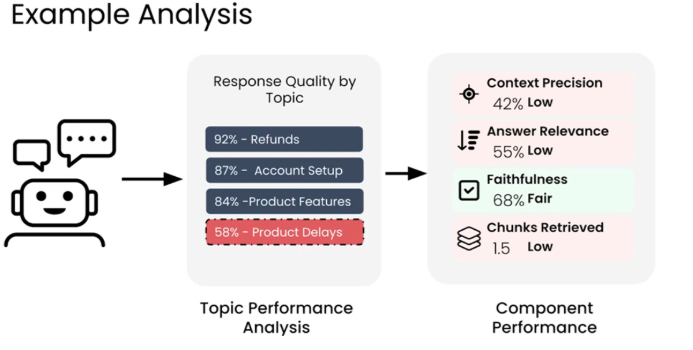 Example Analysis
Response Quality by
Topic
92% - Refunds
87% - Account Setup
84% -Product Features
58% - Product Delays
Topic Performance
Analysis
Context Precision
42% Low
Answer Relevance
55% Low
Faithfulness
68% Fair
Chunks Retrieved
1.5 Low
Component
Performance